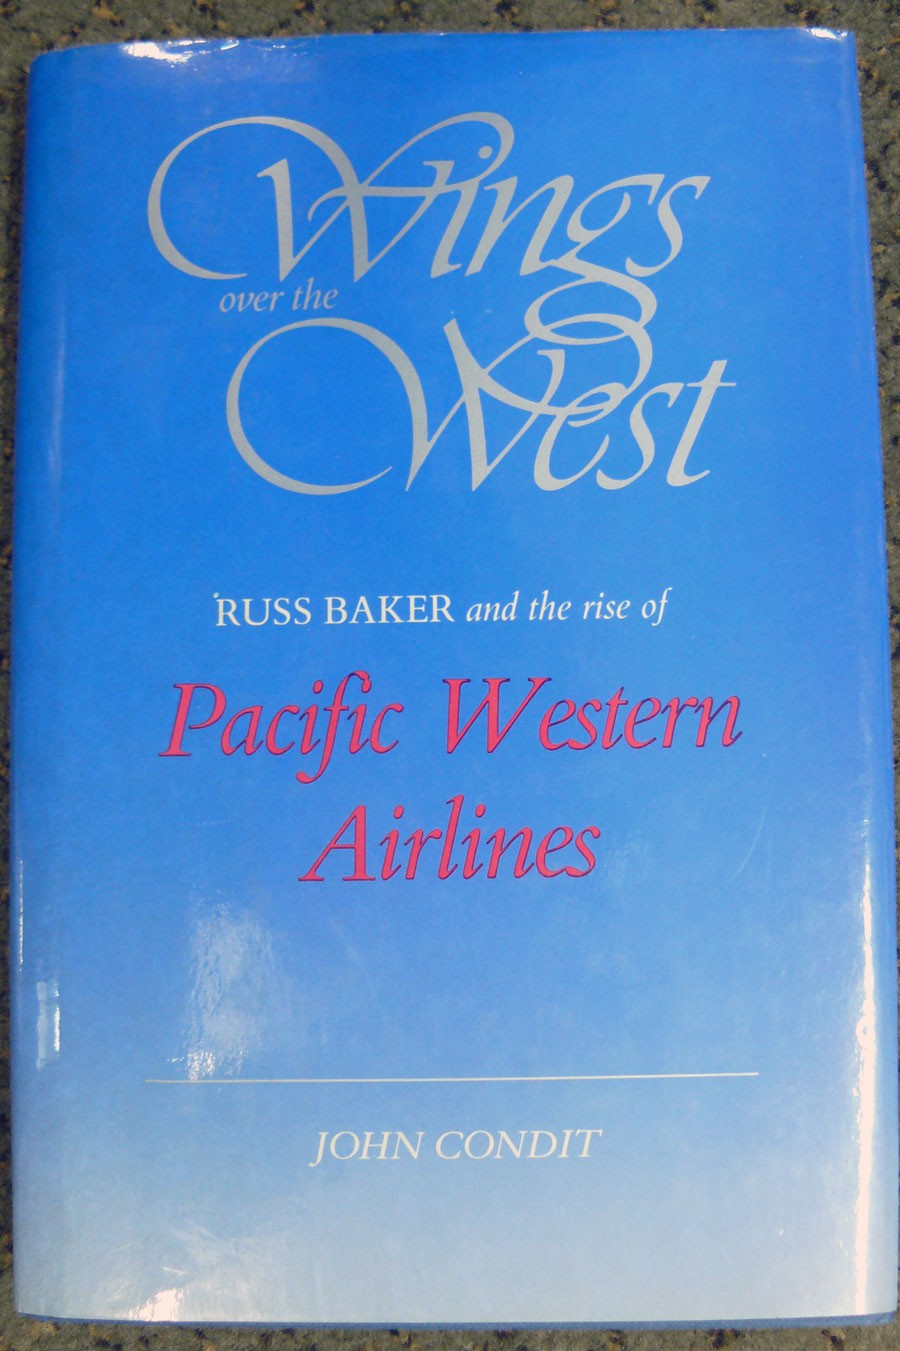 Wings
over the
West
RUSS BAKER and the rise of
Pacific Western
Airlines
JOHN CONDIT